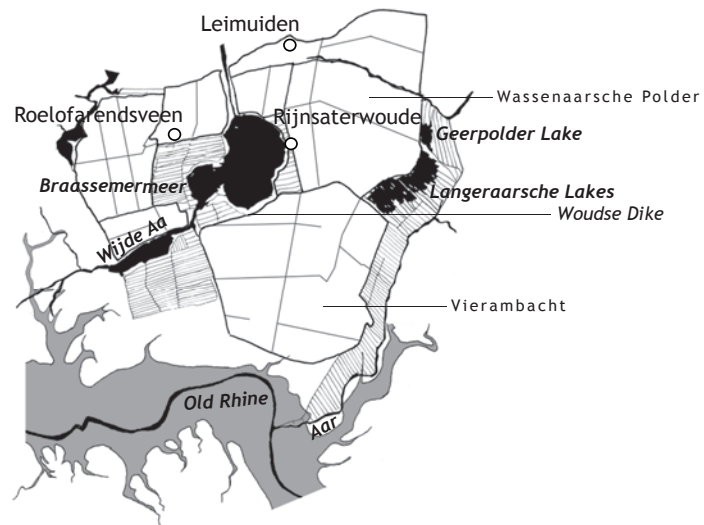 Leimuiden
Wassenaarsche Polder
Roelofarendsveen
Rijnsaterwoude
Geerpolder Lake
Braassemermeer
Langeraarsche Lakes
Woudse Dike
Wijde Aa
Vierambacht
Old Rhine
Aar